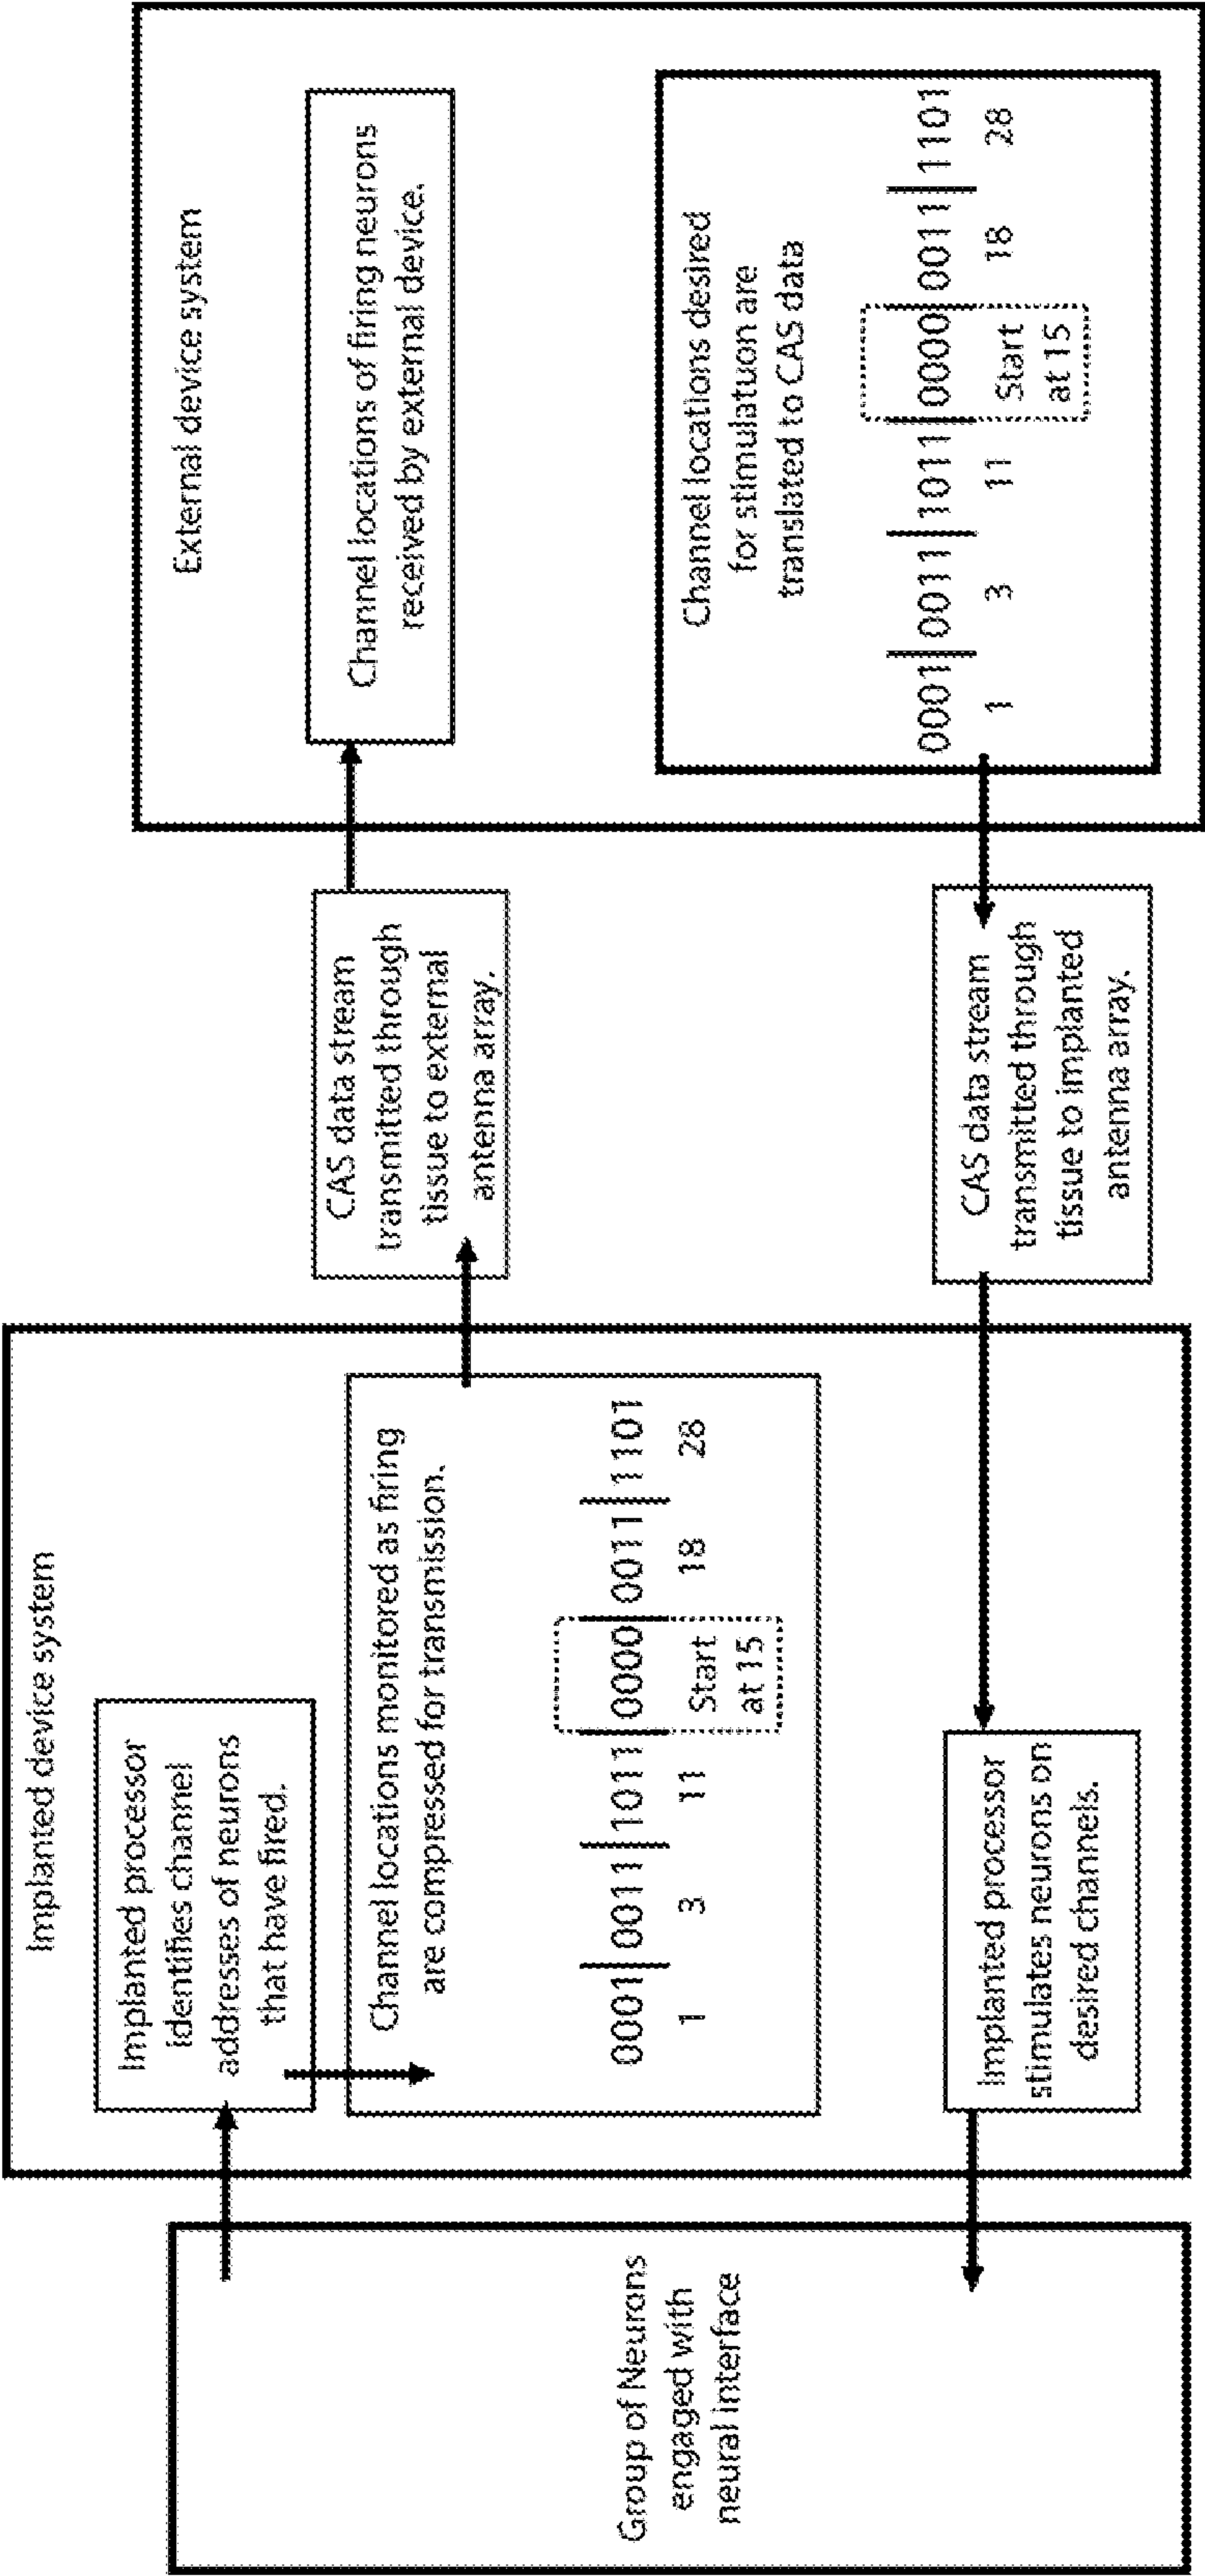 Group of Neurons
engaged with
neural interface
Implanted device system
Implanted processor
identifies channel
addresses of neurons
that have fired.
Channel locations monitored as firing
are compressed for transmission.
0001 | 0011 | 1011 | 0000 | 0011 | 1101
1 3 11 Start 18 28
at 15
Implanted processor
stimulates neurons on
desired channels.
CAS data stream
transmitted through
tissue to external
antenna array.
CAS data stream
transmitted through
tissue to implanted
antenna array.
External device system
Channel locations of firing neurons
received by external device.
Channel locations desired
for stimulatuon are
translated to CAS data
0001 | 0011 | 1011 | 0000 | 0011 | 1101
1 3 11 Start 18 28
at 15